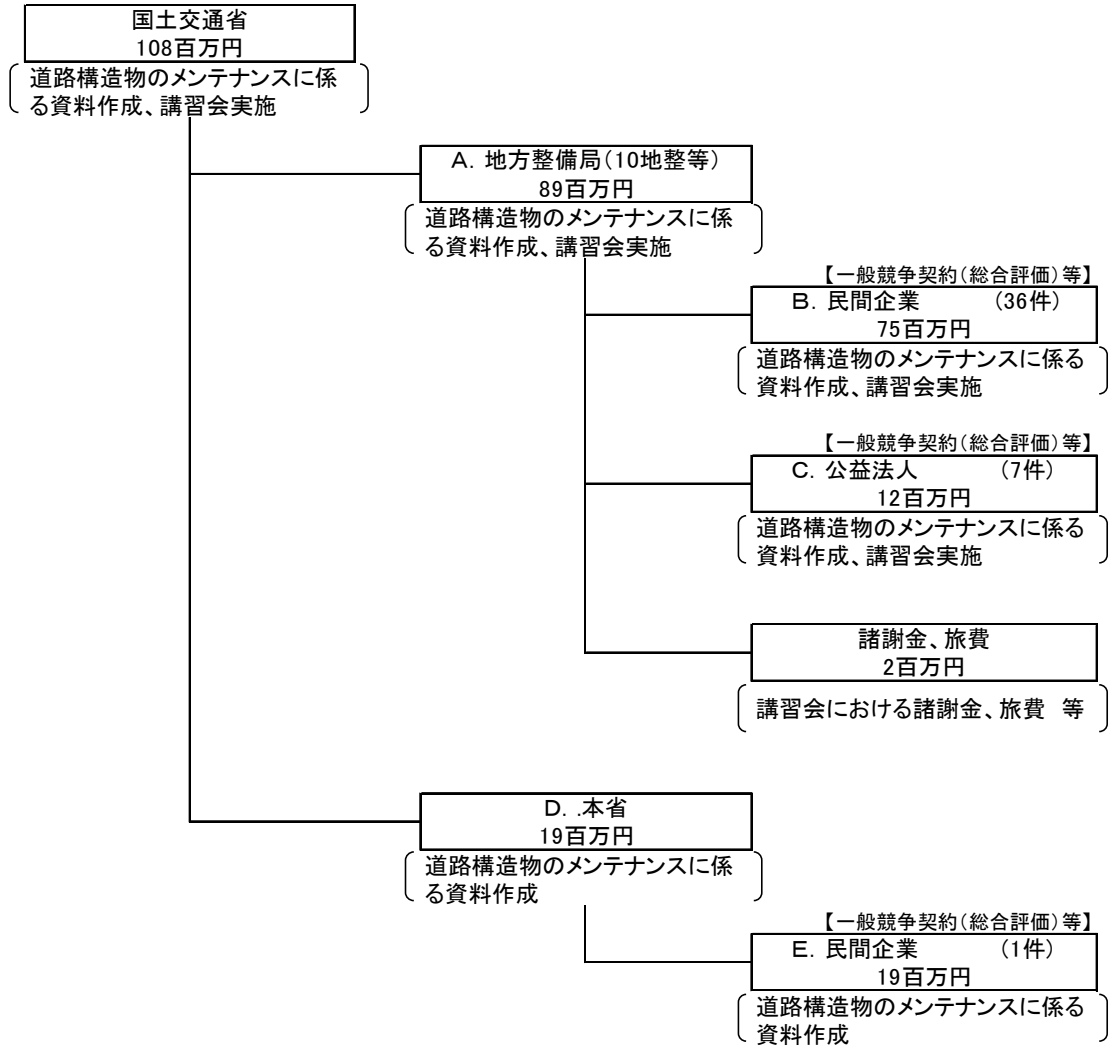 国土交通省
108百万円
道路構造物のメンテナンスに係
る資料作成、講習会実施
A．地方整備局（10地整等）
89百万円
道路構造物のメンテナンスに係
る資料作成、講習会実施
【一般競争契約（総合評価）等】
B．民間企業　　　（36件）
75百万円
道路構造物のメンテナンスに係る
資料作成、講習会実施
【一般競争契約（総合評価）等】
C．公益法人　　　（7件）
12百万円
道路構造物のメンテナンスに係る
資料作成、講習会実施
諸謝金、旅費
2百万円
講習会における諸謝金、旅費　等
D．.本省
19百万円
道路構造物のメンテナンスに係
る資料作成
【一般競争契約（総合評価）等】
E．民間企業　　　（1件）
19百万円
道路構造物のメンテナンスに係る
資料作成